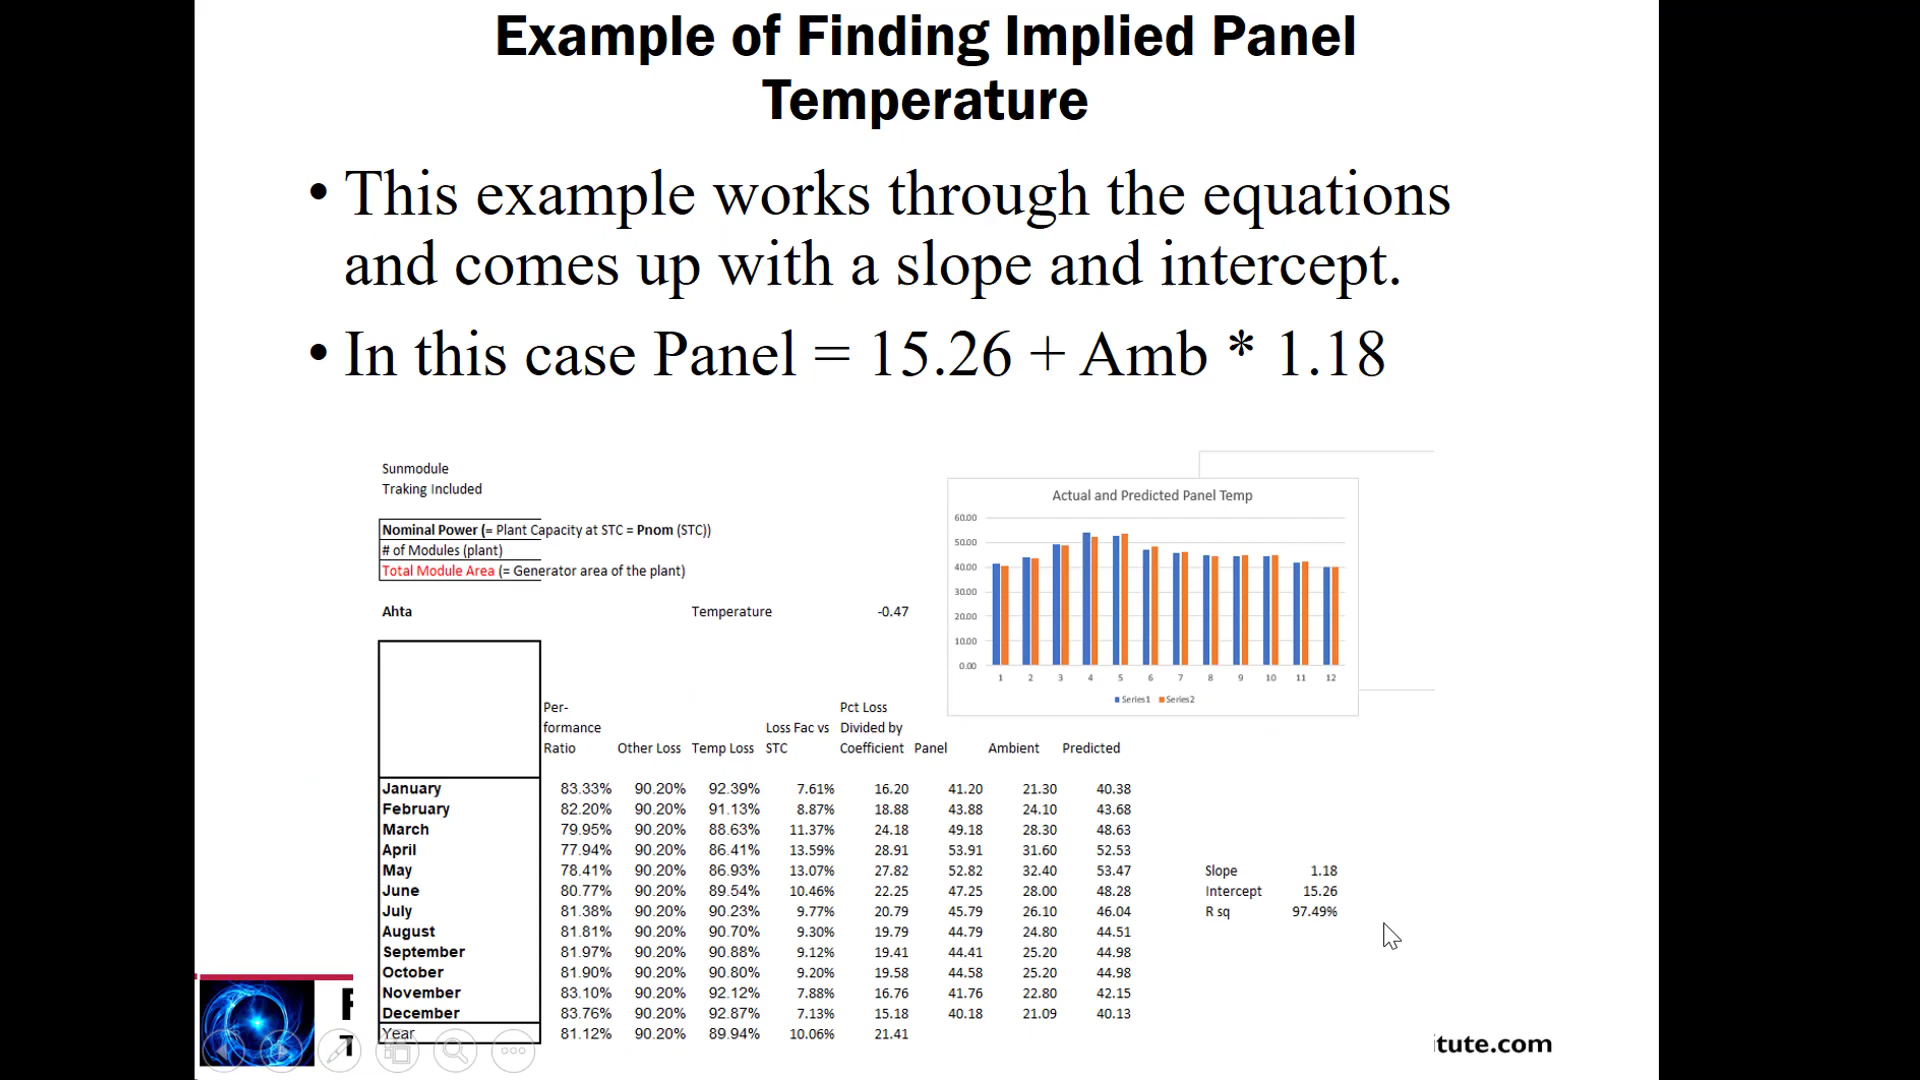 Example of Finding Implied Panel
Temperature
• This example works through the equations
and comes up with a slope and intercept.
• In this case Panel = 15.26 + Amb * 1.18
Sunmodule
Traking Included
Nominal Power (= Plant Capacity at STC = Pnom (STC))
# of Modules (plant)
Total Module Area (= Generator area of the plant)
Ahta Temperature -0.47
Actual and Predicted Panel Temp
60.00
50.00
40.00
30.00
20.00
10.00
0.00
1 2 3 4 5 6 7 8 9 10 11 12
Series1 Series2
Per- Pct Loss
formance Loss Fac vs Divided by
Ratio Other Loss Temp Loss STC Coefficient Panel Ambient Predicted
January 83.33% 90.20% 92.39% 7.61% 16.20 41.20 21.30 40.38
February 82.20% 90.20% 91.13% 8.87% 18.88 43.88 24.10 43.68
March 79.95% 90.20% 88.63% 11.37% 24.18 49.18 28.30 48.63
April 77.94% 90.20% 86.41% 13.59% 28.91 53.91 31.60 52.53
May 78.41% 90.20% 86.93% 13.07% 27.82 52.82 32.40 53.47 Slope 1.18
June 80.77% 90.20% 89.54% 10.46% 22.25 47.25 28.00 48.28 Intercept 15.26
July 81.38% 90.20% 90.23% 9.77% 20.79 45.79 26.10 46.04 R sq 97.49%
August 81.81% 90.20% 90.70% 9.30% 19.79 44.79 24.80 44.51
September 81.97% 90.20% 90.88% 9.12% 19.41 44.41 25.20 44.98
October 81.90% 90.20% 90.80% 9.20% 19.58 44.58 25.20 44.98
November 83.10% 90.20% 92.12% 7.88% 16.76 41.76 22.80 42.15
December 83.76% 90.20% 92.87% 7.13% 15.18 40.18 21.09 40.13
Year 81.12% 90.20% 89.94% 10.06% 21.41
tute.com